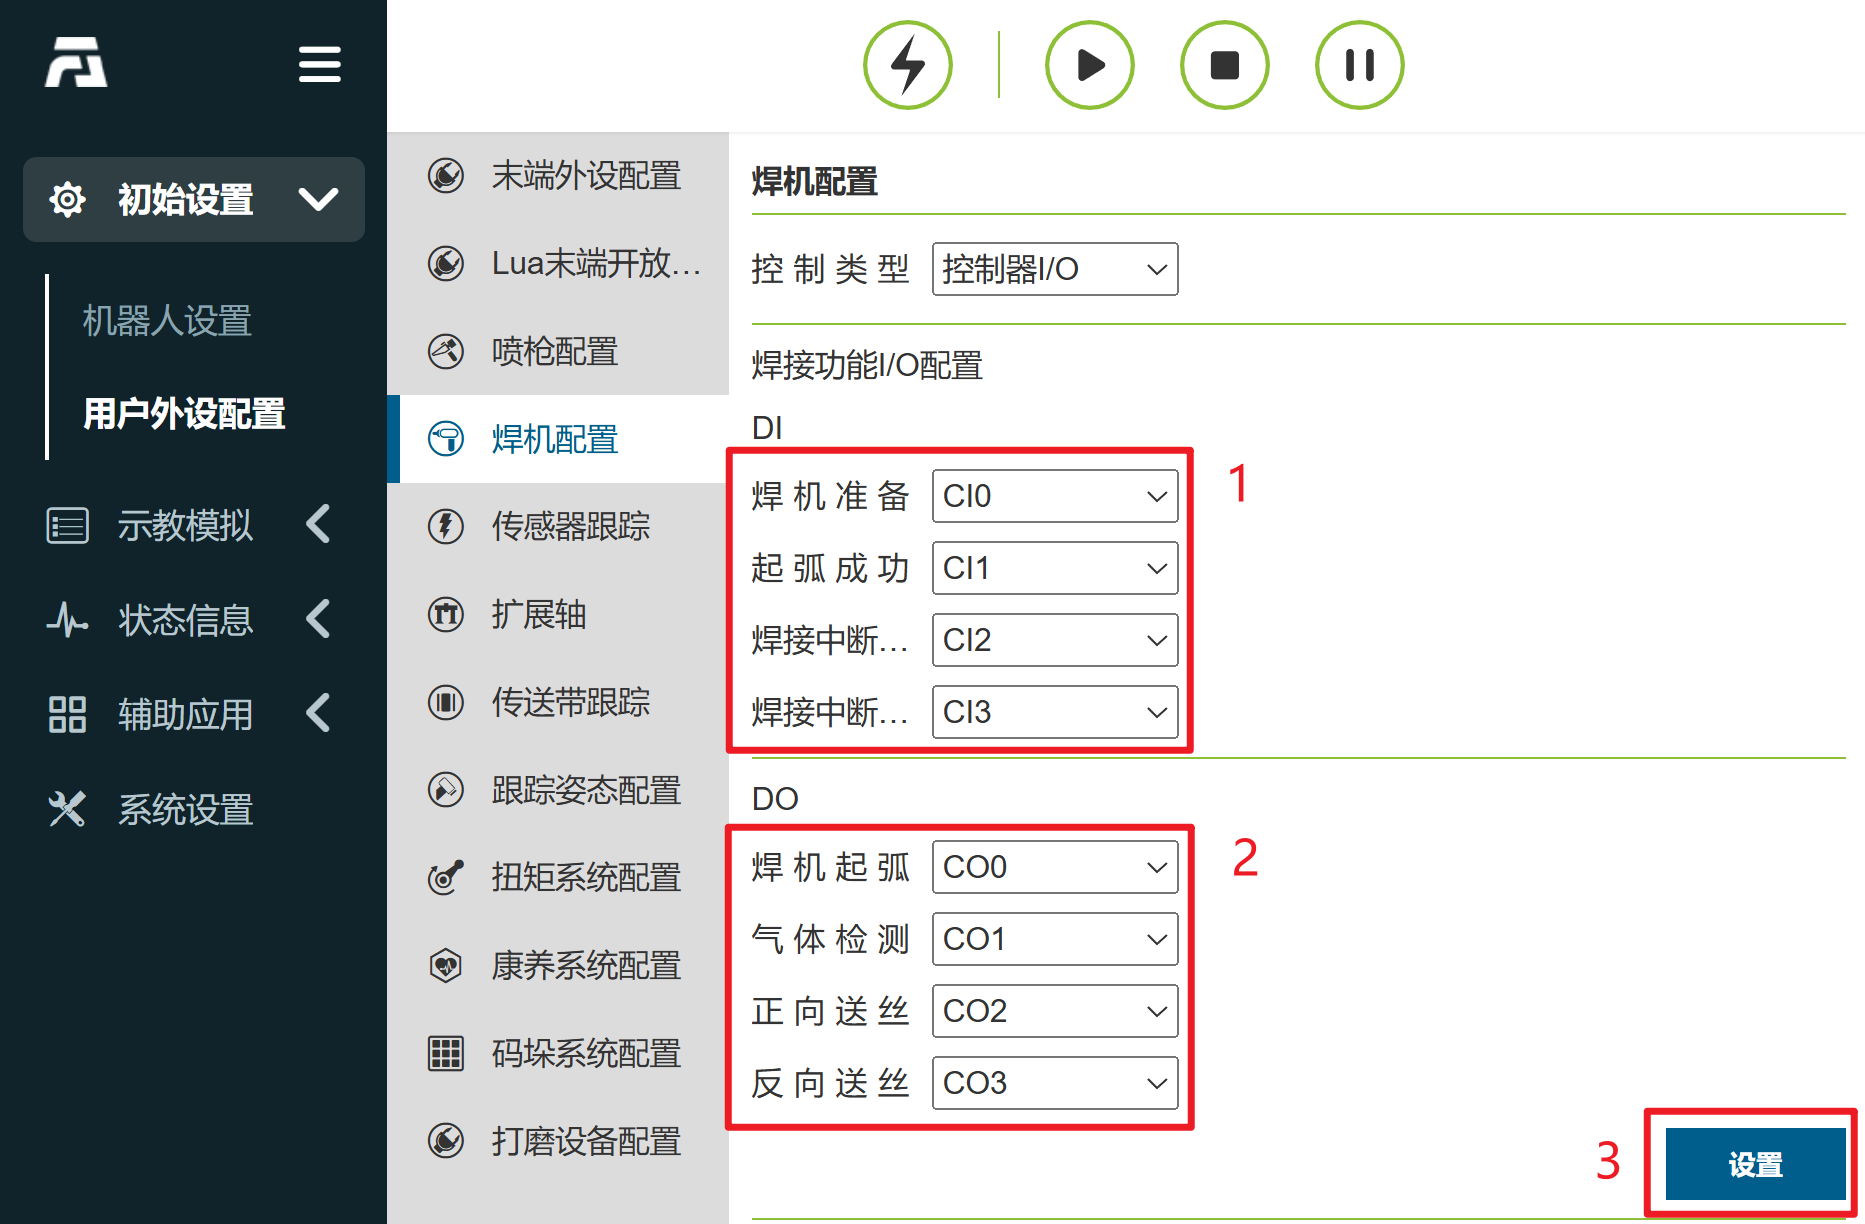 初始设置
机器人设置
用户外设配置
示教模拟
状态信息
辅助应用
系统设置
末端外设配置
Lua末端开放…
喷枪配置
焊机配置
传感器跟踪
扩展轴
传送带跟踪
跟踪姿态配置
扭矩系统配置
康养系统配置
码垛系统配置
打磨设备配置
焊机配置
控制类型 控制器I/O
焊接功能I/O配置
DI
焊机准备 CI0
1
起弧成功 CI1
焊接中断… CI2
焊接中断… CI3
DO
焊机起弧 CO0
2
气体检测 CO1
正向送丝 CO2
反向送丝 CO3
3 设置